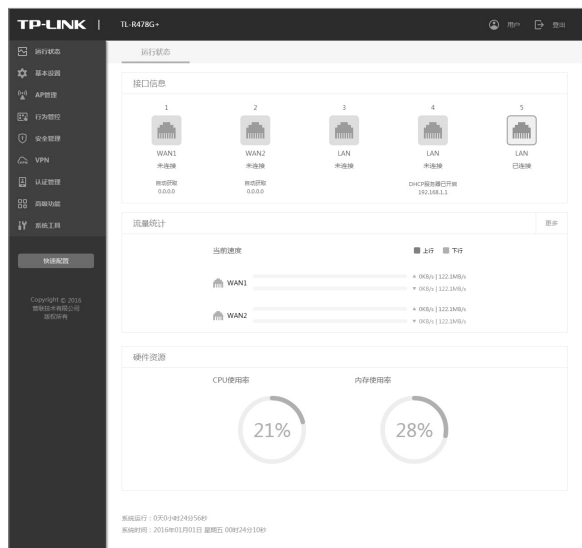 TP-LINK | TL-R478G+ 用户 登出
运行状态
基本设置
AP管理
行为管控
安全管理
VPN
认证管理
高级功能
系统工具
快速配置
Copyright © 2016
普联技术有限公司
版权所有
运行状态
接口信息
1 2 3 4 5
WAN1 WAN2 LAN LAN LAN
未连接 未连接 未连接 未连接 已连接
自动获取 自动获取 DHCP服务器已开启
0.0.0.0 0.0.0.0 192.168.1.1
流量统计 更多
当前速度 上行 下行
WAN1
▲ 0KB/s | 122.1MB/s
▼ 0KB/s | 122.1MB/s
WAN2
▲ 0KB/s | 122.1MB/s
▼ 0KB/s | 122.1MB/s
硬件资源
CPU使用率 内存使用率
21% 28%
系统运行：0天0小时24分56秒
系统时间：2016年01月01日 星期五 00时24分10秒